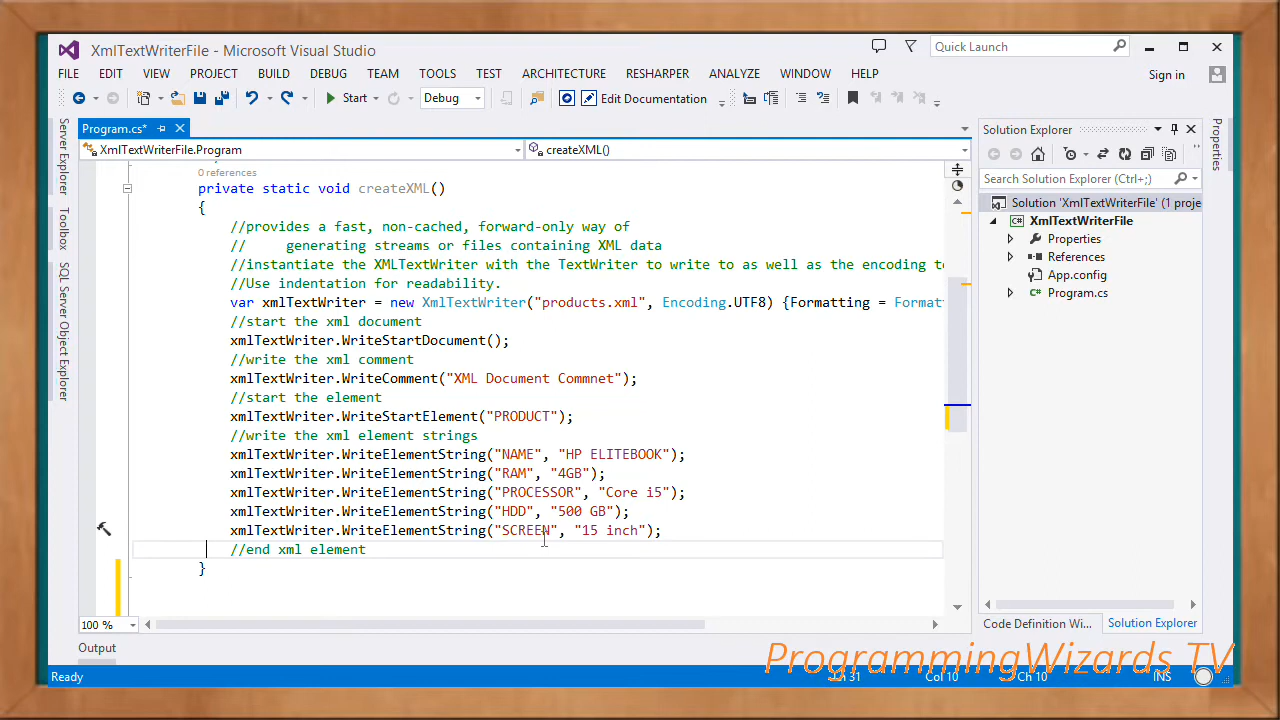 XmlTextWriterFile - Microsoft Visual Studio
Quick Launch
FILE EDIT VIEW PROJECT BUILD DEBUG TEAM TOOLS TEST ARCHITECTURE RESHARPER ANALYZE WINDOW HELP
Sign in
Start Debug Edit Documentation
Server Explorer
Toolbox
SQL Server Object Explorer
Program.cs*
XmlTextWriterFile.Program createXML()
0 references
private static void createXML()
{
//provides a fast, non-cached, forward-only way of
// generating streams or files containing XML data
//instantiate the XMLTextWriter with the TextWriter to write to as well as the encoding to
//Use indentation for readability.
var xmlTextWriter = new XmlTextWriter("products.xml", Encoding.UTF8) {Formatting = Formatt
//start the xml document
xmlTextWriter.WriteStartDocument();
//write the xml comment
xmlTextWriter.WriteComment("XML Document Commnet");
//start the element
xmlTextWriter.WriteStartElement("PRODUCT");
//write the xml element strings
xmlTextWriter.WriteElementString("NAME", "HP ELITEBOOK");
xmlTextWriter.WriteElementString("RAM", "4GB");
xmlTextWriter.WriteElementString("PROCESSOR", "Core i5");
xmlTextWriter.WriteElementString("HDD", "500 GB");
xmlTextWriter.WriteElementString("SCREEN", "15 inch");
//end xml element
}
100 %
Solution Explorer
Search Solution Explorer (Ctrl+;)
Solution 'XmlTextWriterFile' (1 proje
XmlTextWriterFile
Properties
References
App.config
C# Program.cs
Code Definition Wi... Solution Explorer
Properties
Output
ProgrammingWizards TV
Ready Ln 31 Col 10 Ch 10 INS